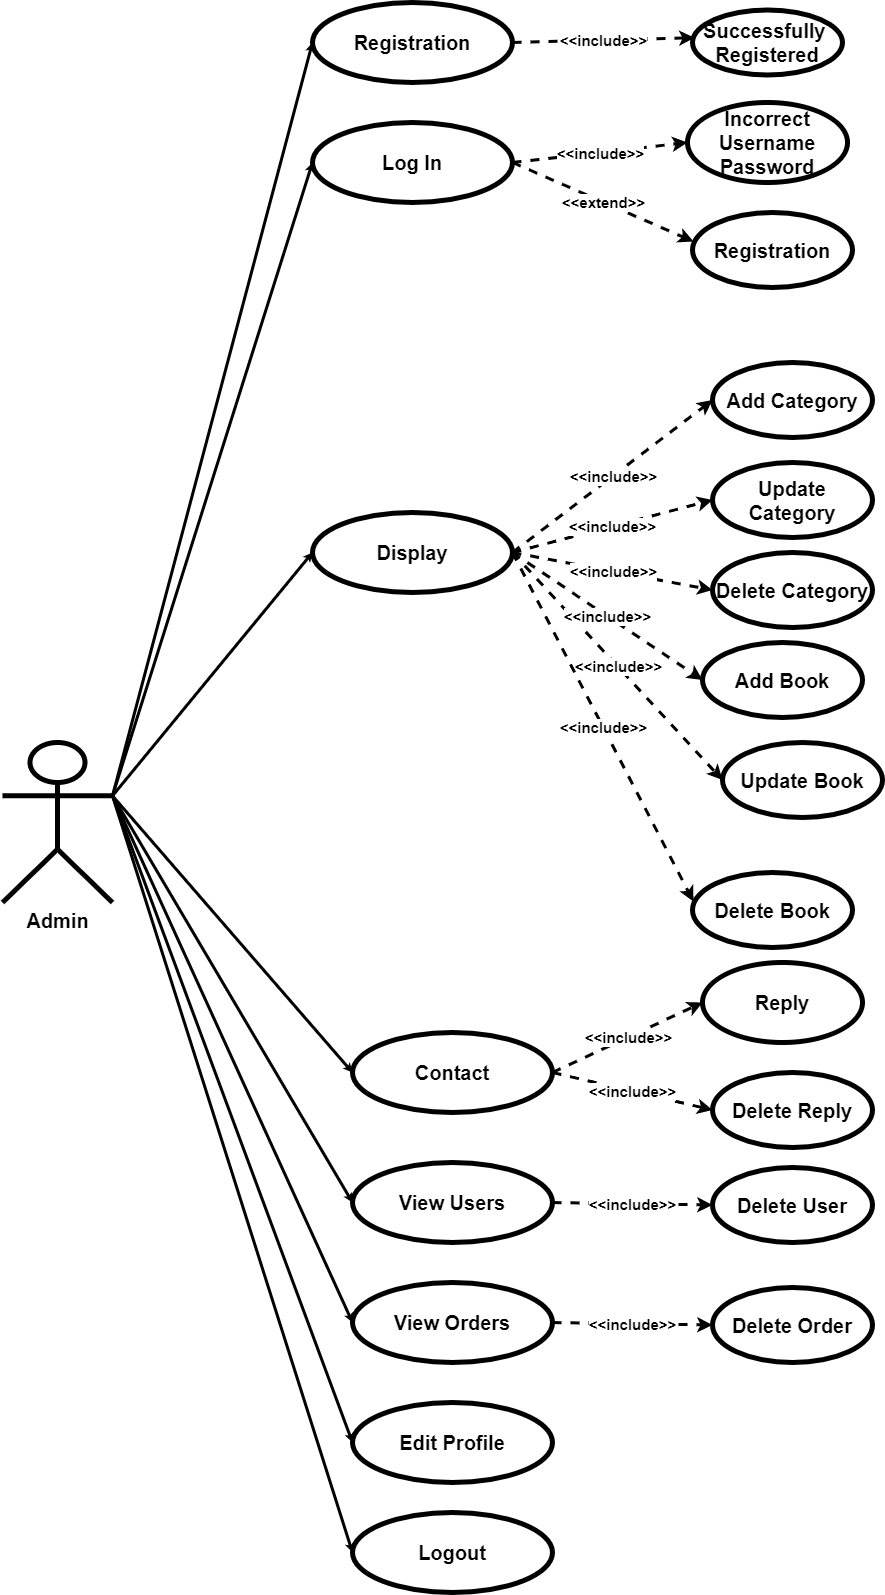 Registration
<<include>>
Successfully
Registered
Log In
<<include>>
Incorrect
Username
Password
<<extend>>
Registration
Display
<<include>>
Add Category
<<include>>
Update
Category
<<include>>
Delete Category
<<include>>
Add Book
<<include>>
Update Book
<<include>>
Delete Book
Admin
Contact
<<include>>
Reply
<<include>>
Delete Reply
View Users
<<include>>
Delete User
View Orders
<<include>>
Delete Order
Edit Profile
Logout